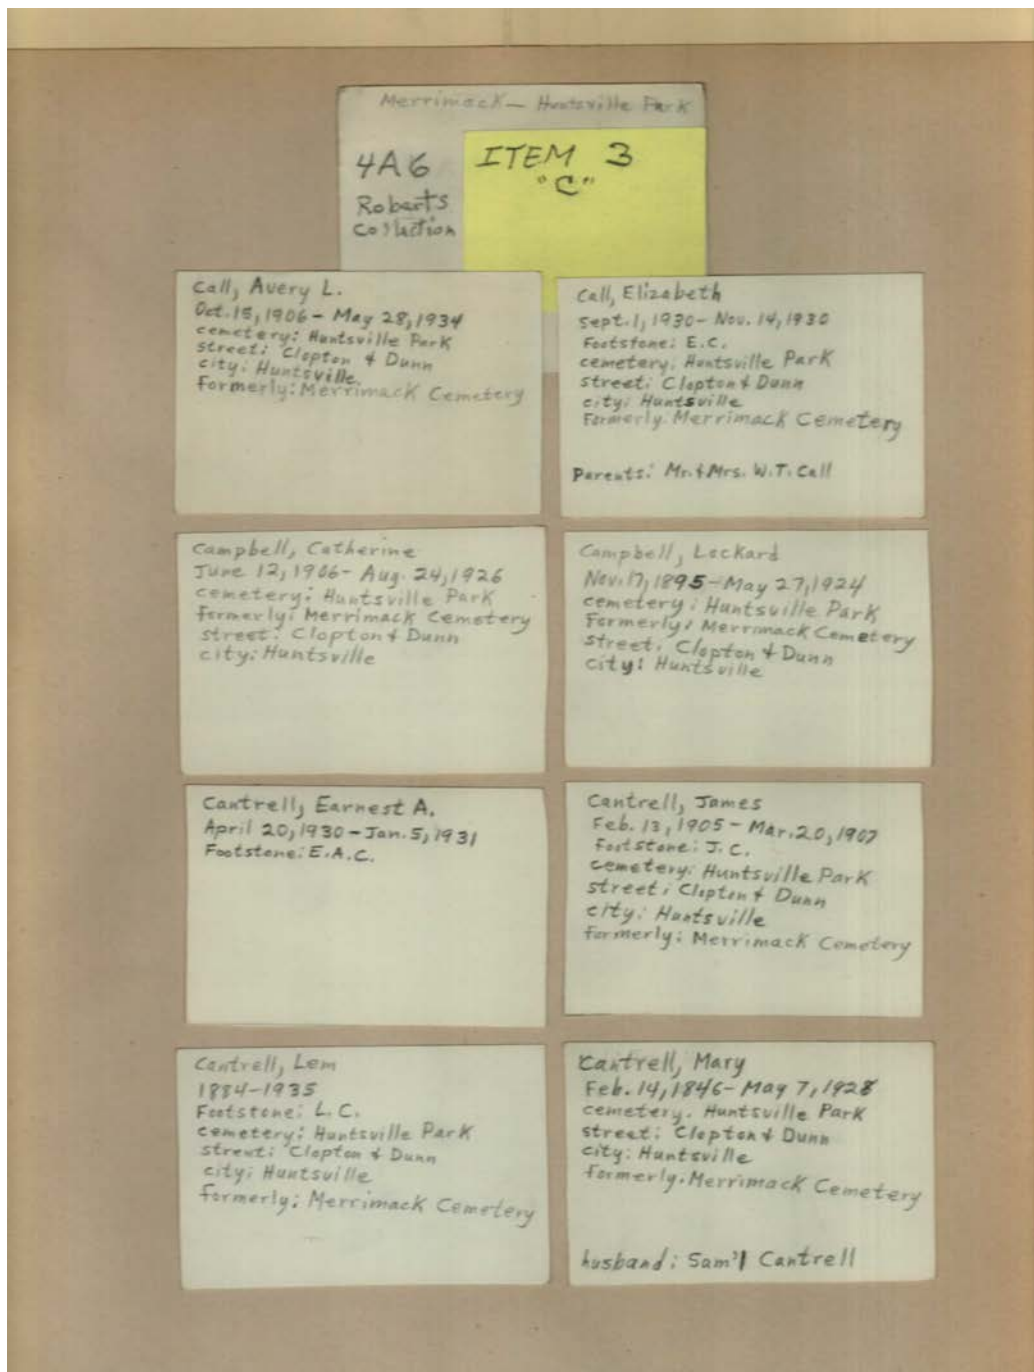 Merrimack - Huntsville Park
4A6
Roberts
Collection
ITEM 3
"C"
Call, Avery L.
Oct. 15, 1906 - May 28, 1934
cemetery: Huntsville Park
street: Clopton & Dunn
city: Huntsville
formerly: Merrimack Cemetery
Call, Elizabeth
Sept. 1, 1930 - Nov. 14, 1930
Footstone: E.C.
cemetery: Huntsville Park
street: Clopton & Dunn
city: Huntsville
Formerly: Merrimack Cemetery
Parents: Mr. & Mrs. W.T. Call
Campbell, Catherine
June 12, 1906 - Aug. 24, 1926
cemetery: Huntsville Park
formerly: Merrimack Cemetery
street: Clopton & Dunn
city: Huntsville
Campbell, Lockard
Nov. 17, 1895 - May 27, 1924
cemetery: Huntsville Park
Formerly: Merrimack Cemetery
street: Clopton & Dunn
city: Huntsville
Cantrell, Earnest A.
April 20, 1930 - Jan. 5, 1931
Footstone: E.A.C.
Cantrell, James
Feb. 13, 1905 - Mar. 20, 1907
Footstone: J.C.
cemetery: Huntsville Park
street: Clopton & Dunn
city: Huntsville
formerly: Merrimack Cemetery
Cantrell, Lem
1884-1935
Footstone: L.C.
cemetery: Huntsville Park
street: Clopton & Dunn
city: Huntsville
formerly: Merrimack Cemetery
Cantrell, Mary
Feb. 14, 1846 - May 7, 1928
cemetery: Huntsville Park
street: Clopton & Dunn
city: Huntsville
formerly: Merrimack Cemetery
husband: Sam'l Cantrell